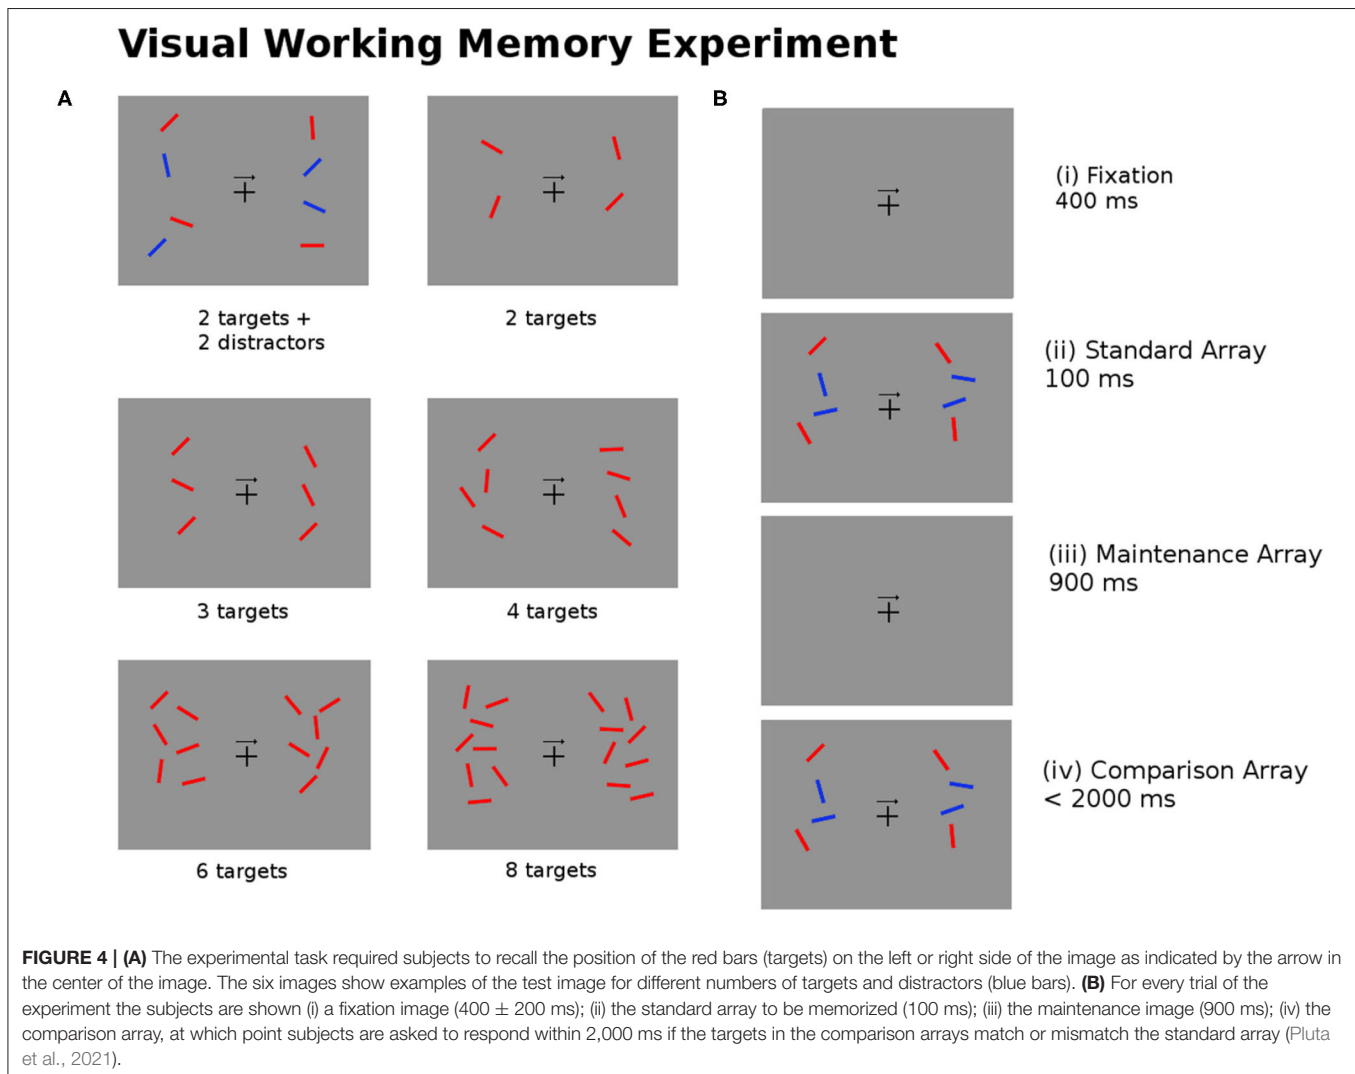 Visual Working Memory Experiment
A
2 targets +
2 distractors
2 targets
3 targets
4 targets
6 targets
8 targets
B
(i) Fixation
400 ms
(ii) Standard Array
100 ms
(iii) Maintenance Array
900 ms
(iv) Comparison Array
< 2000 ms
FIGURE 4 | (A) The experimental task required subjects to recall the position of the red bars (targets) on the left or right side of the image as indicated by the arrow in
the center of the image. The six images show examples of the test image for different numbers of targets and distractors (blue bars). (B) For every trial of the
experiment the subjects are shown (i) a fixation image (400 ± 200 ms); (ii) the standard array to be memorized (100 ms); (iii) the maintenance image (900 ms); (iv) the
comparison array, at which point subjects are asked to respond within 2,000 ms if the targets in the comparison arrays match or mismatch the standard array (Pluta
et al., 2021).